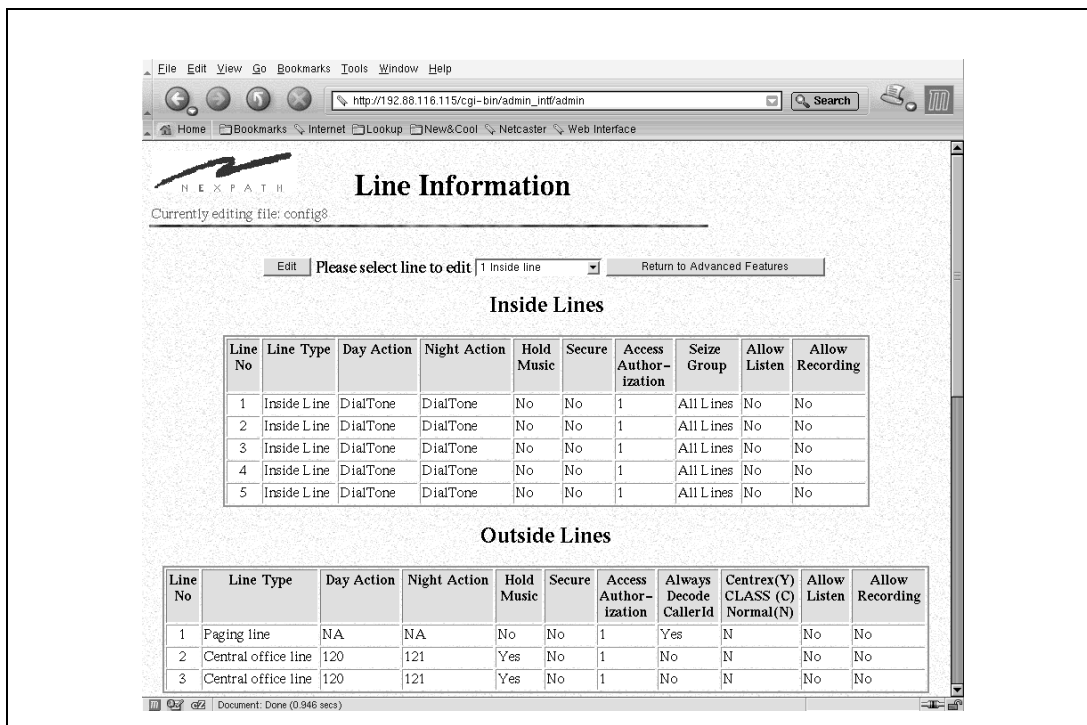 File Edit View Go Bookmarks Tools Window Help
http://192.88.116.115/cgi-bin/admin_intf/admin Search
Home Bookmarks Internet Lookup New&Cool Netcaster Web Interface
NEXPATH
Line Information
Currently editing file: config8
Edit Please select line to edit 1 Inside line Return to Advanced Features
Inside Lines
Line No Line Type Day Action Night Action Hold Music Secure Access Author-ization Seize Group Allow Listen Allow Recording
1 Inside Line DialTone DialTone No No 1 All Lines No No
2 Inside Line DialTone DialTone No No 1 All Lines No No
3 Inside Line DialTone DialTone No No 1 All Lines No No
4 Inside Line DialTone DialTone No No 1 All Lines No No
5 Inside Line DialTone DialTone No No 1 All Lines No No
Outside Lines
Line No Line Type Day Action Night Action Hold Music Secure Access Author-ization Always Decode CallerId Centrex(Y) CLASS (C) Normal(N) Allow Listen Allow Recording
1 Paging line NA NA No No 1 Yes N No No
2 Central office line 120 121 Yes No 1 No N No No
3 Central office line 120 121 Yes No 1 No N No No
Document: Done (0.946 secs)